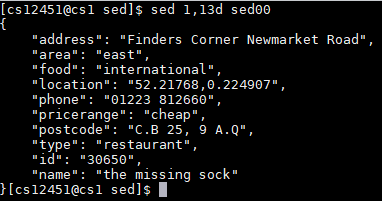 [cs12451@cs1 sed]$ sed 1,13d sed00
{
    "address": "Finders Corner Newmarket Road",
    "area": "east",
    "food": "international",
    "location": "52.21768,0.224907",
    "phone": "01223 812660",
    "pricerange": "cheap",
    "postcode": "C.B 25, 9 A.Q",
    "type": "restaurant",
    "id": "30650",
    "name": "the missing sock"
}[cs12451@cs1 sed]$